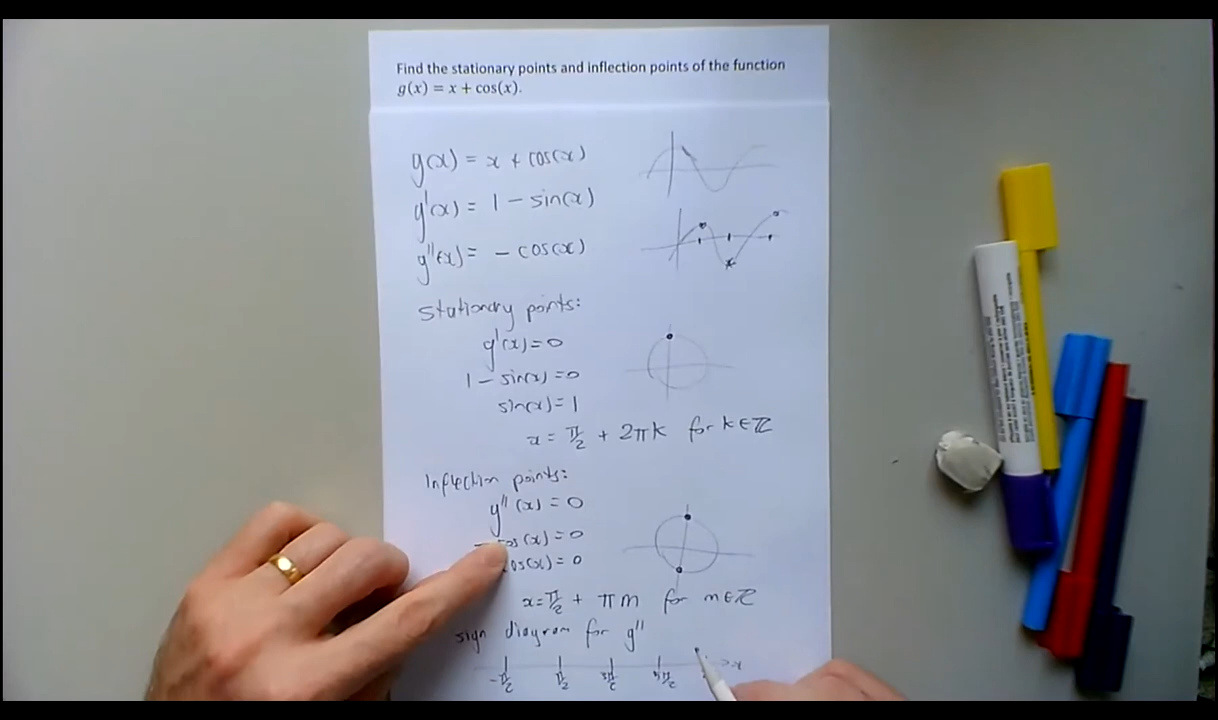 Find the stationary points and inflection points of the function
g(x) = x + cos(x).
g(x) = x + cos(x)
g'(x) = 1 - sin(x)
g''(x) = - cos(x)
Stationary points:
g'(x) = 0
1 - sin(x) = 0
sin(x) = 1
x = π/2 + 2πk for k ∈ ℤ
Inflection points:
g''(x) = 0
- cos(x) = 0
cos(x) = 0
x = π/2 + πm for m ∈ ℤ
sign diagram for g''
x
-π/2 π/2 3π/2